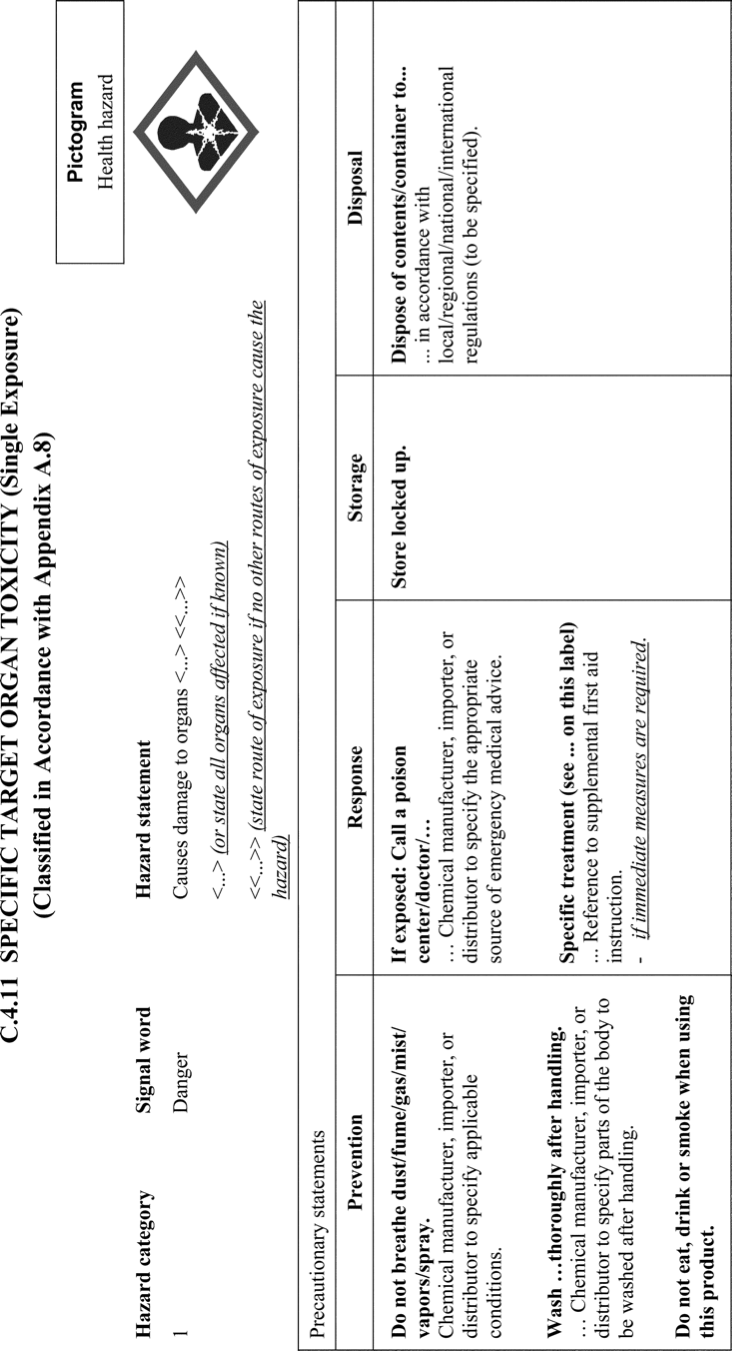 C.4.11 SPECIFIC TARGET ORGAN TOXICITY (Single Exposure)
(Classified in Accordance with Appendix A.8)
Pictogram
Health hazard
Hazard category
Signal word
Hazard statement
1
Danger
Causes damage to organs <...> <<...>>
<...> (or state all organs affected if known)
<<...>> (state route of exposure if no other routes of exposure cause the
hazard)
Precautionary statements
Prevention
Response
Storage
Disposal
Do not breathe dust/fume/gas/mist/
vapors/spray.
Chemical manufacturer, importer, or
distributor to specify applicable
conditions.
Wash …thoroughly after handling.
… Chemical manufacturer, importer, or
distributor to specify parts of the body to
be washed after handling.
Do not eat, drink or smoke when using
this product.
If exposed: Call a poison
center/doctor/…
… Chemical manufacturer, importer, or
distributor to specify the appropriate
source of emergency medical advice.
Specific treatment (see ... on this label)
... Reference to supplemental first aid
instruction.
- if immediate measures are required.
Store locked up.
Dispose of contents/container to...
... in accordance with
local/regional/national/international
regulations (to be specified).